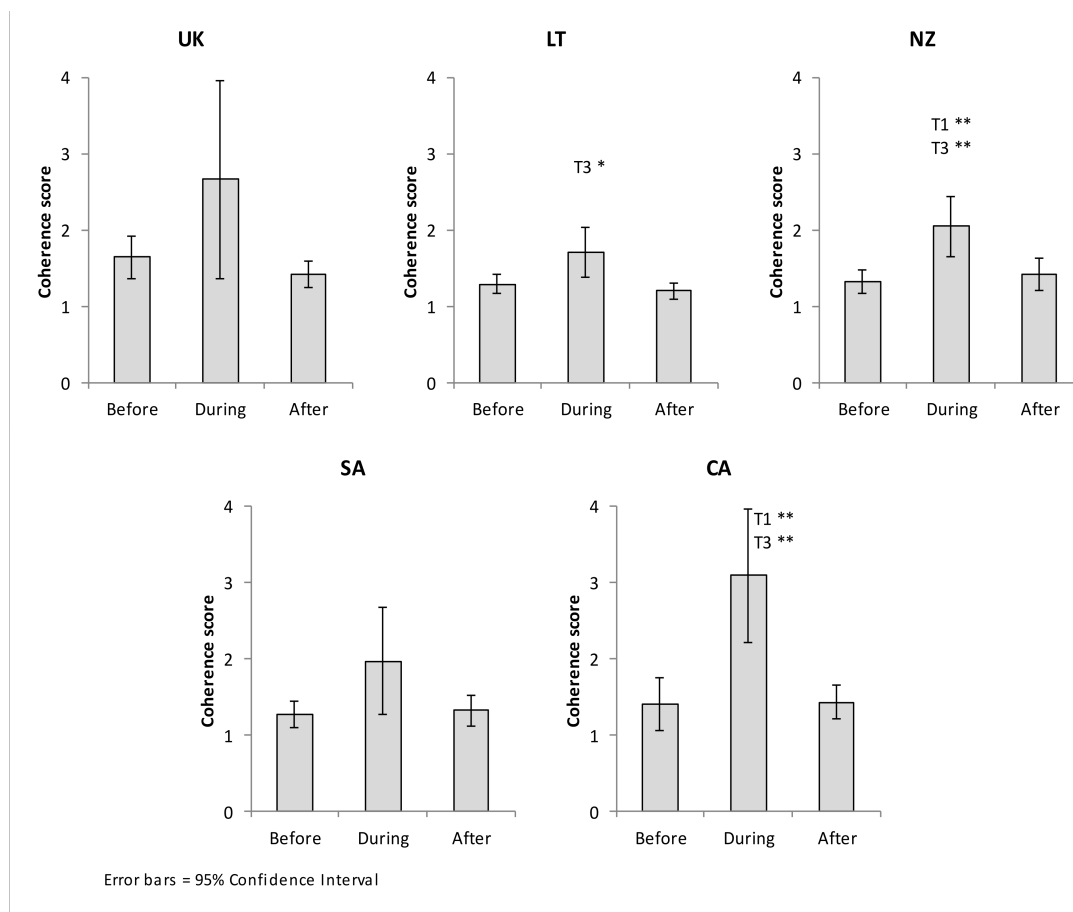 UK
4
3
2
1
0
Coherence score
Before During After
LT
4
3
2
1
0
Coherence score
T3 *
Before During After
NZ
4
3
2
1
0
Coherence score
T1 **
T3 **
Before During After
SA
4
3
2
1
0
Coherence score
Before During After
CA
4
3
2
1
0
Coherence score
T1 **
T3 **
Before During After
Error bars = 95% Confidence Interval